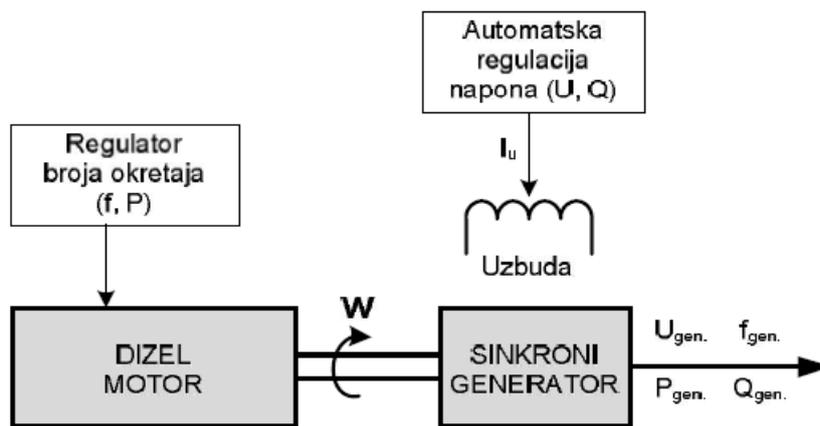 Automatska
regulacija
napona (U, Q)
Regulator
broja okretaja
(f, P)
Iu
Uzbuda
W
DIZEL
MOTOR
SINKRONI
GENERATOR
Ugen. fgen.
Pgen. Qgen.